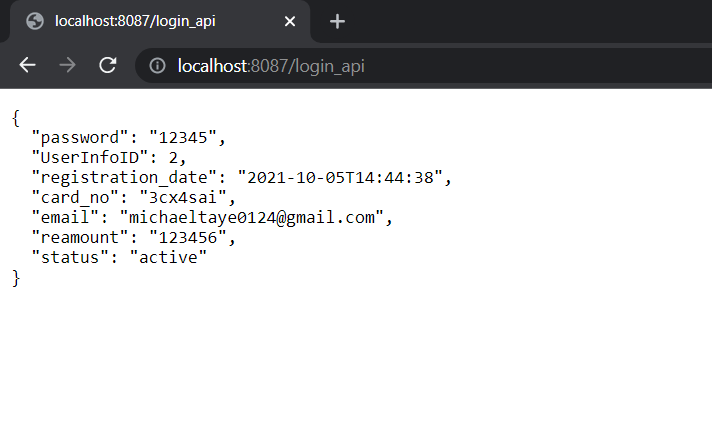 localhost:8087/login_api
localhost:8087/login_api
{
  "password": "12345",
  "UserInfoID": 2,
  "registration_date": "2021-10-05T14:44:38",
  "card_no": "3cx4sai",
  "email": "michaeltaye0124@gmail.com",
  "reamount": "123456",
  "status": "active"
}